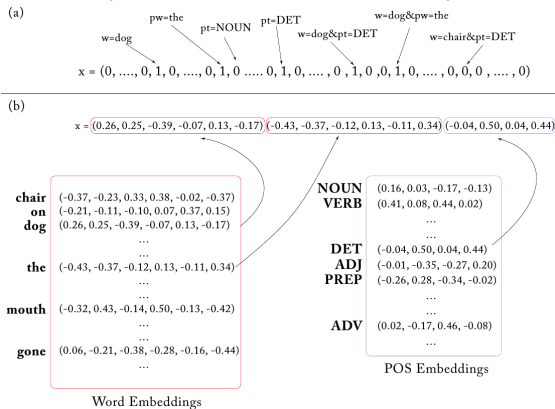 (a)
pw=the
w=dog&pw=the
pt=NOUN
pt=DET
w=dog
w=dog&pt=DET
w=chair&pt=DET
x = (0, ...., 0, 1, 0, ...., 0, 1, 0 ..... 0, 1, 0, .... , 0 , 1, 0 ,0, 1, 0, .... , 0, 0, 0 , .... , 0)
(b)
x = (0.26, 0.25, -0.39, -0.07, 0.13, -0.17) (-0.43, -0.37, -0.12, 0.13, -0.11, 0.34) (-0.04, 0.50, 0.04, 0.44)
chair (-0.37, -0.23, 0.33, 0.38, -0.02, -0.37)
on (-0.21, -0.11, -0.10, 0.07, 0.37, 0.15)
dog (0.26, 0.25, -0.39, -0.07, 0.13, -0.17)
...
...
the (-0.43, -0.37, -0.12, 0.13, -0.11, 0.34)
...
...
mouth (-0.32, 0.43, -0.14, 0.50, -0.13, -0.42)
...
...
gone (0.06, -0.21, -0.38, -0.28, -0.16, -0.44)
...
Word Embeddings
NOUN (0.16, 0.03, -0.17, -0.13)
VERB (0.41, 0.08, 0.44, 0.02)
...
...
DET (-0.04, 0.50, 0.04, 0.44)
ADJ (-0.01, -0.35, -0.27, 0.20)
PREP (-0.26, 0.28, -0.34, -0.02)
...
...
ADV (0.02, -0.17, 0.46, -0.08)
...
POS Embeddings